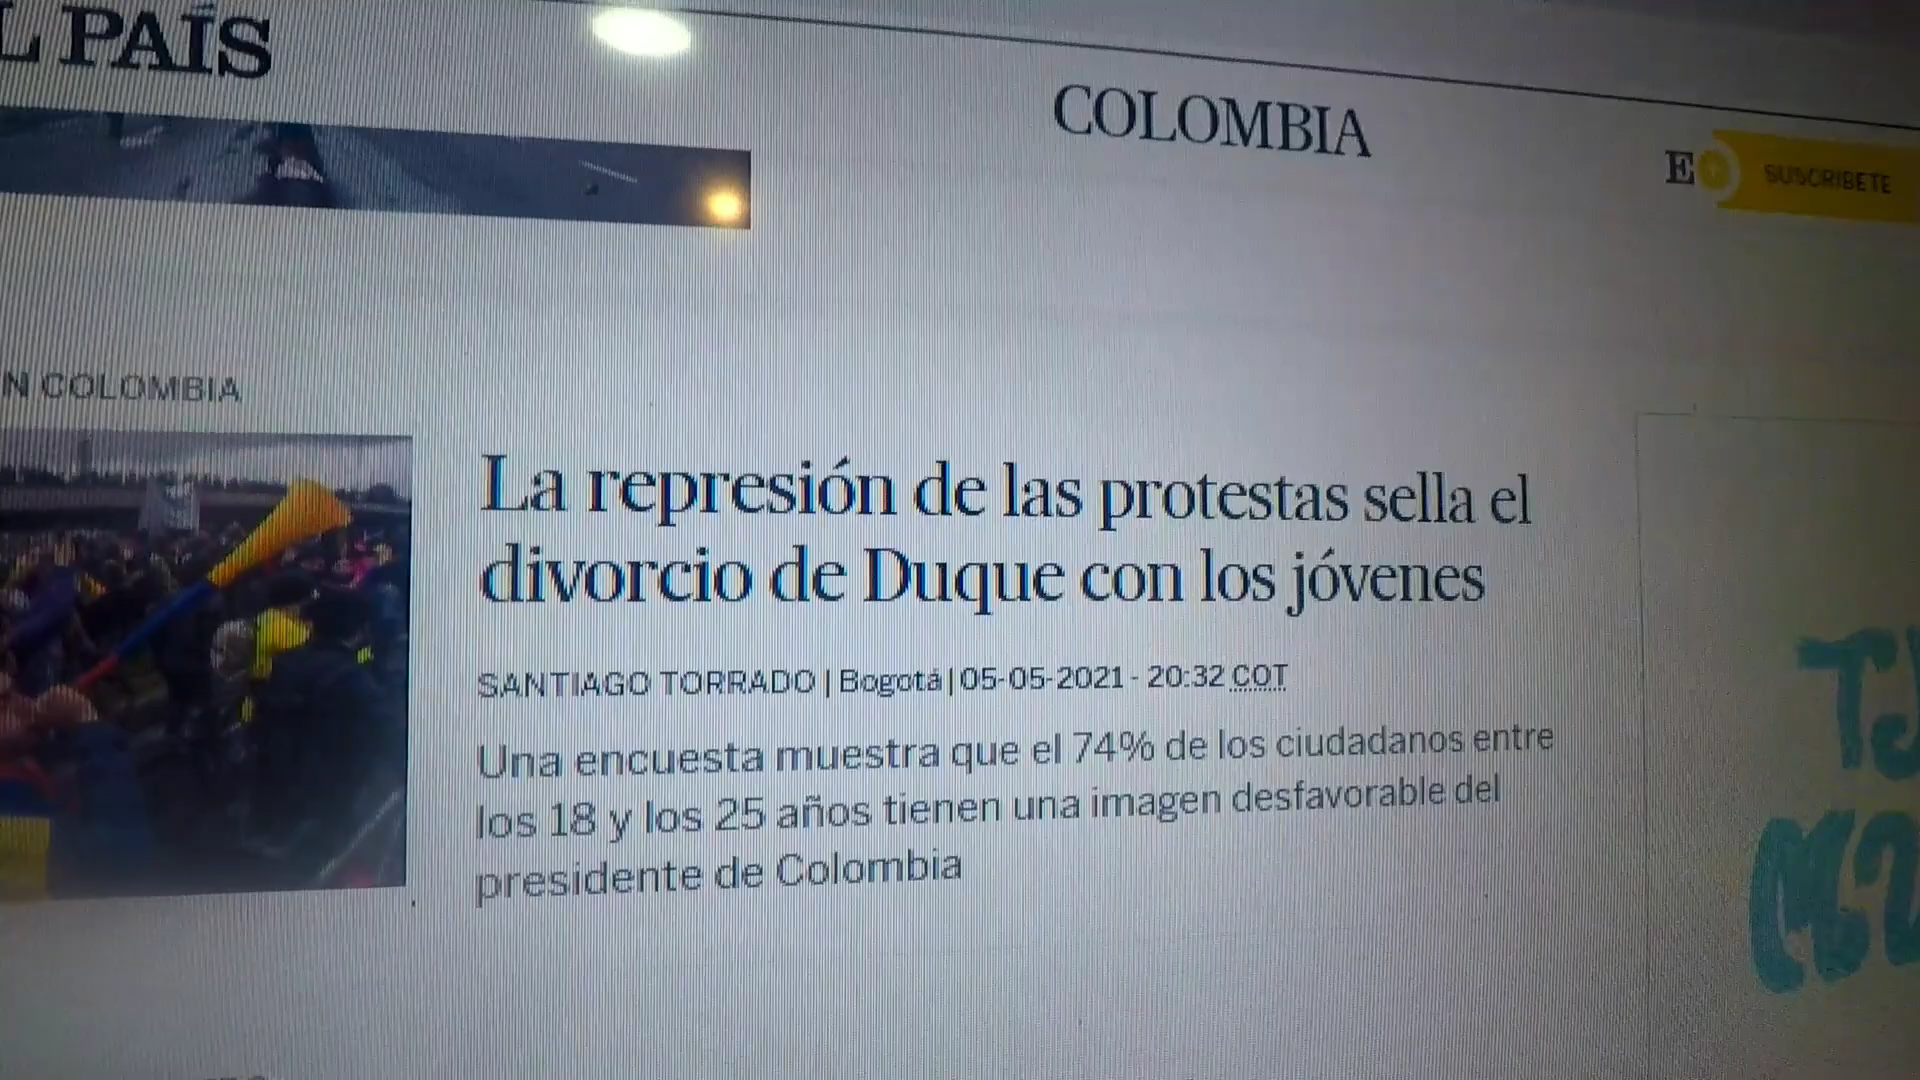 L PAÍS
COLOMBIA
E
SUSCRIBETE
N COLOMBIA
La represión de las protestas sella el
divorcio de Duque con los jóvenes
SANTIAGO TORRADO | Bogotá | 05-05-2021 - 20:32 COT
Una encuesta muestra que el 74% de los ciudadanos entre
los 18 y los 25 años tienen una imagen desfavorable del
presidente de Colombia